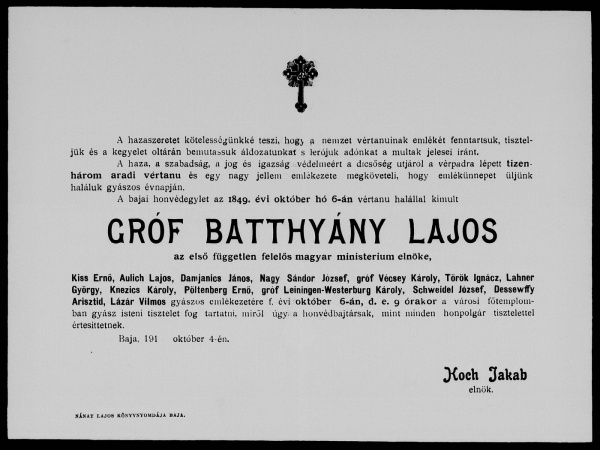 A hazaszeretet kötelességünkké teszi, hogy a nemzet vértanuinak emlékét fenntartsuk, tisztel-
jük és a kegyelet oltárán bemutassuk áldozatunkat s lerójuk adónkat a multak jelesei iránt.
A haza, a szabadság, a jog és igazság védelmeért a dicsőség utjárol a vérpadra lépett tizen-
három aradi vértanu és egy nagy jellem emlékezete megköveteli, hogy emlékünnepet üljünk
haláluk gyászos évnapján.
A bajai honvédegylet az 1849. évi október hó 6-án vértanu halállal kimult
GRÓF BATTHYÁNY LAJOS
az első független felelős magyar ministerium elnöke,
Kiss Ernő, Aulich Lajos, Damjanics János, Nagy Sándor József, gróf Vécsey Károly, Török Ignácz, Lahner
György, Knezics Károly, Pöltenberg Ernő, gróf Leiningen-Westerburg Károly, Schweidel József, Dessewffy
Arisztid, Lázár Vilmos gyászos emlékezetére f. évi október 6-án, d. e. 9 órakor a városi főtemplom-
ban gyász isteni tisztelet fog tartatni, miről úgy a honvédbajtársak, mint minden honpolgár tisztelettel
értesíttetnek.
Baja, 191 október 4-én.
Koch Jakab
elnök.
NÁNAY LAJOS KÖNYVNYOMDÁJA BAJA.